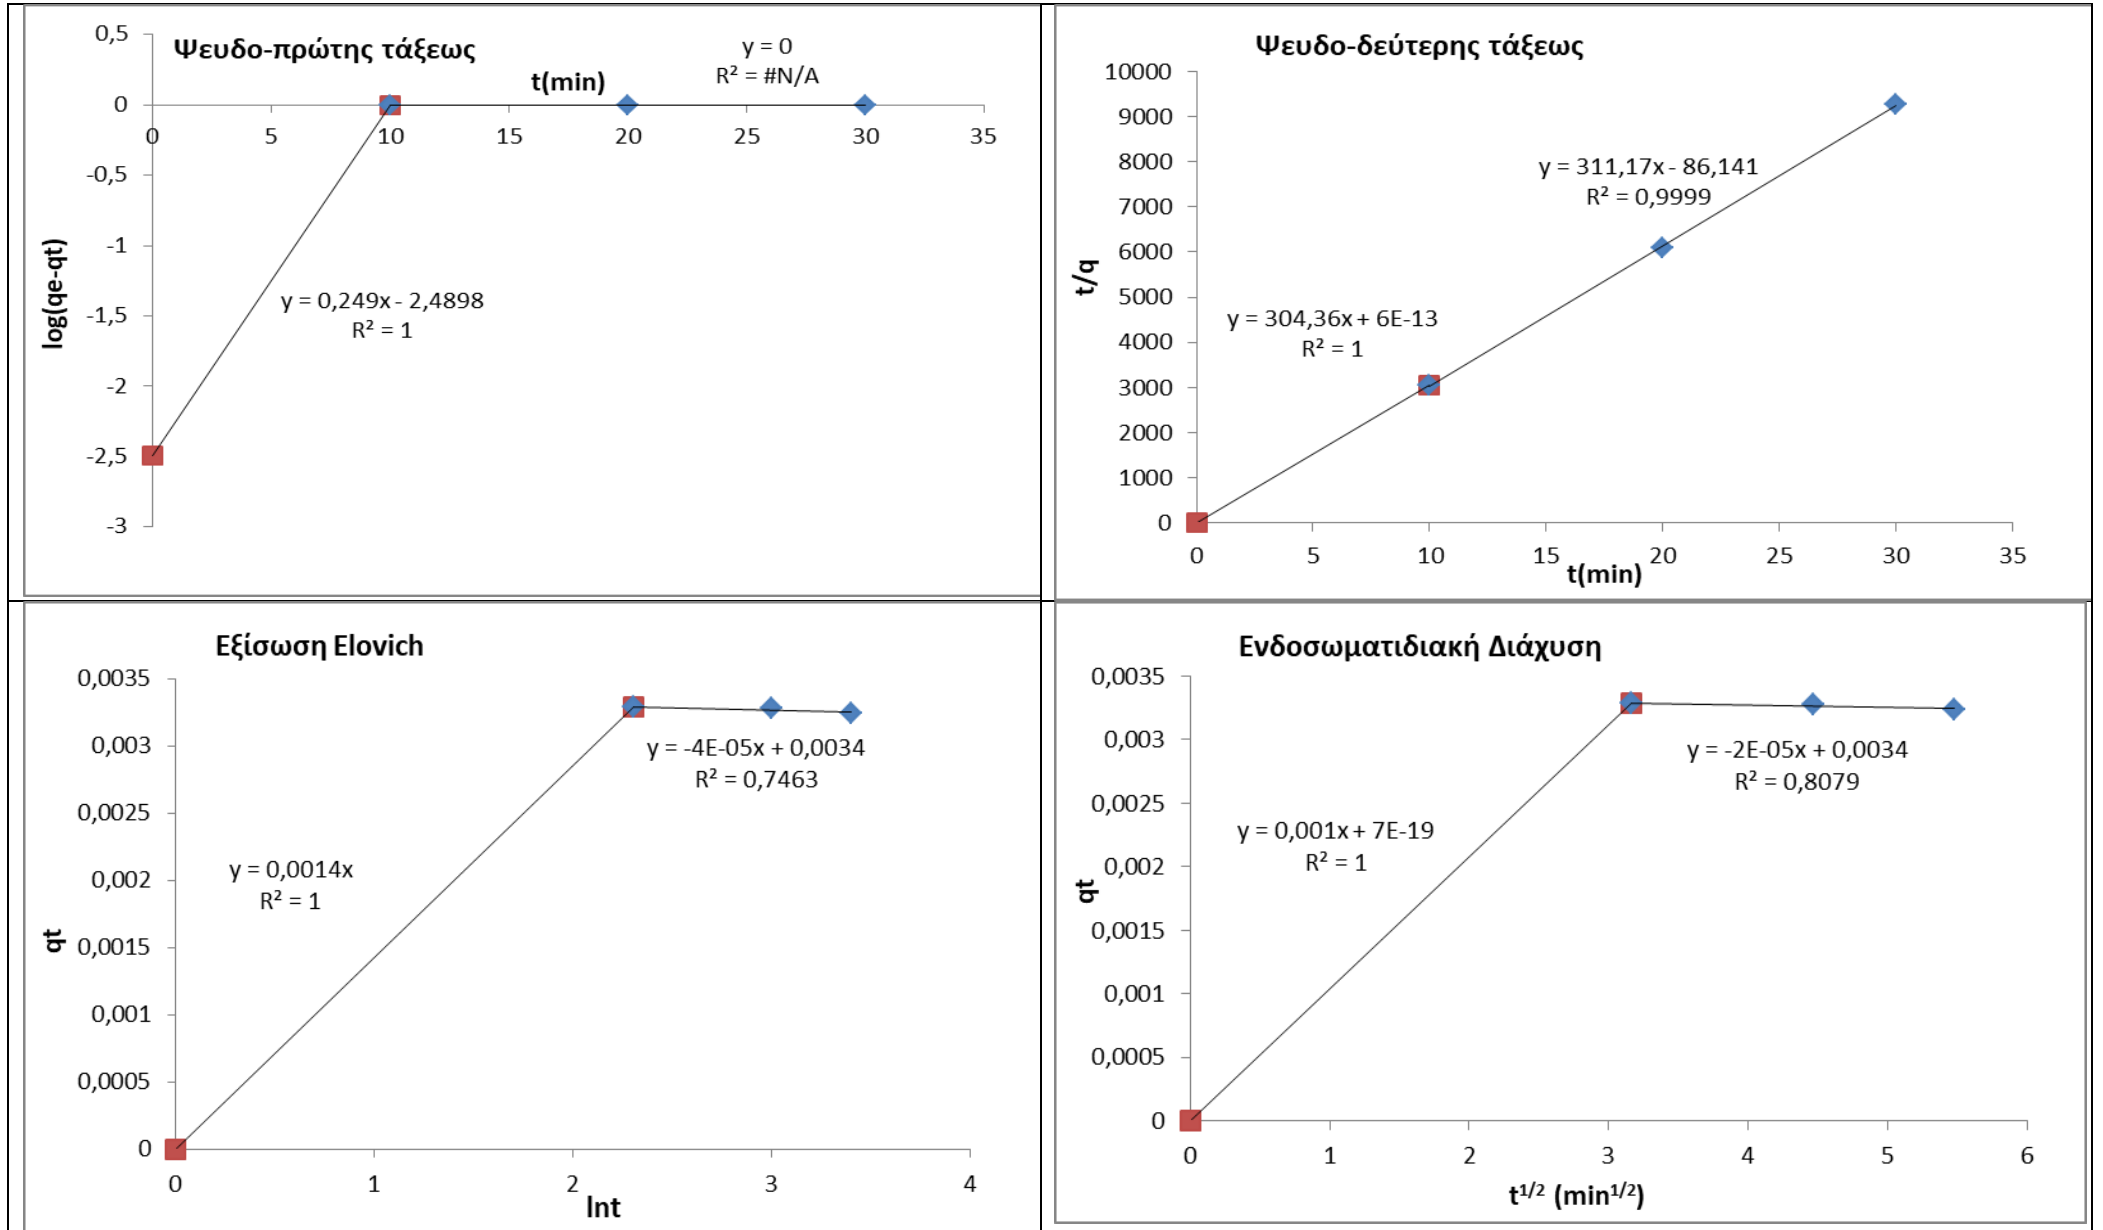 Ψευδο-πρώτης τάξεως
y = 0
R² = #N/A
t(min)
0,5
0
-0,5
-1
-1,5
-2
-2,5
-3
0 5 10 15 20 25 30 35
log(qe-qt)
y = 0,249x - 2,4898
R² = 1
Ψευδο-δεύτερης τάξεως
10000
9000
8000
7000
6000
5000
4000
3000
2000
1000
0
t/q
y = 311,17x - 86,141
R² = 0,9999
y = 304,36x + 6E-13
R² = 1
0 5 10 15 20 25 30 35
t(min)
Εξίσωση Elovich
0,0035
0,003
0,0025
0,002
0,0015
0,001
0,0005
0
qt
y = -4E-05x + 0,0034
R² = 0,7463
y = 0,0014x
R² = 1
0 1 2 3 4
lnt
Ενδοσωματιδιακή Διάχυση
0,0035
0,003
0,0025
0,002
0,0015
0,001
0,0005
0
qt
y = -2E-05x + 0,0034
R² = 0,8079
y = 0,001x + 7E-19
R² = 1
0 1 2 3 4 5 6
t¹/² (min¹/²)